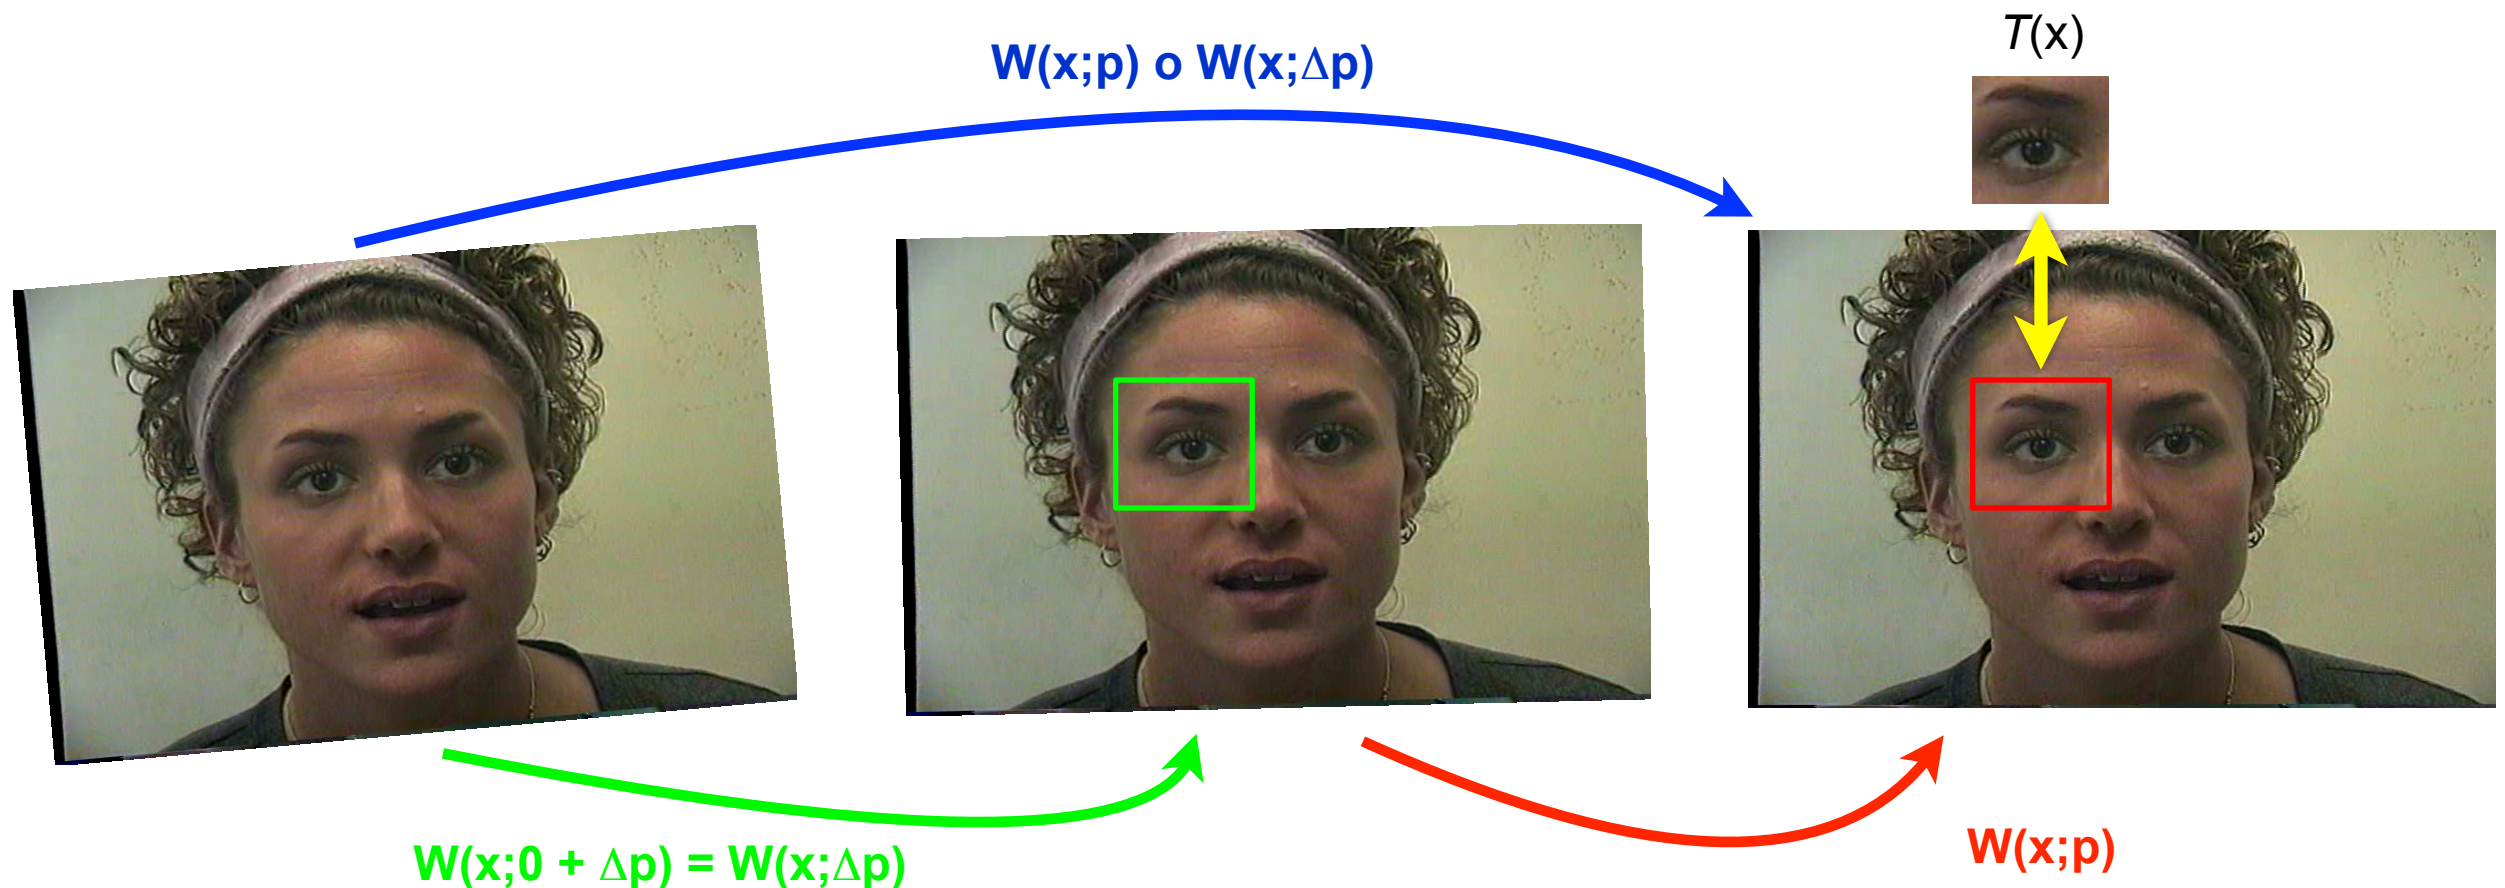 T(x)
W(x;p) o W(x;Δp)
W(x;0 + Δp) = W(x;Δp)
W(x;p)